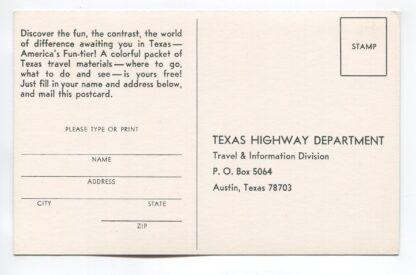 Discover the fun, the contrast, the world
of difference awaiting you in Texas—
America's Fun-tier! A colorful packet of
Texas travel materials—where to go,
what to do and see—is yours free!
Just fill in your name and address below,
and mail this postcard.
PLEASE TYPE OR PRINT
NAME
ADDRESS
CITY STATE
ZIP
STAMP
TEXAS HIGHWAY DEPARTMENT
Travel & Information Division
P. O. Box 5064
Austin, Texas 78703